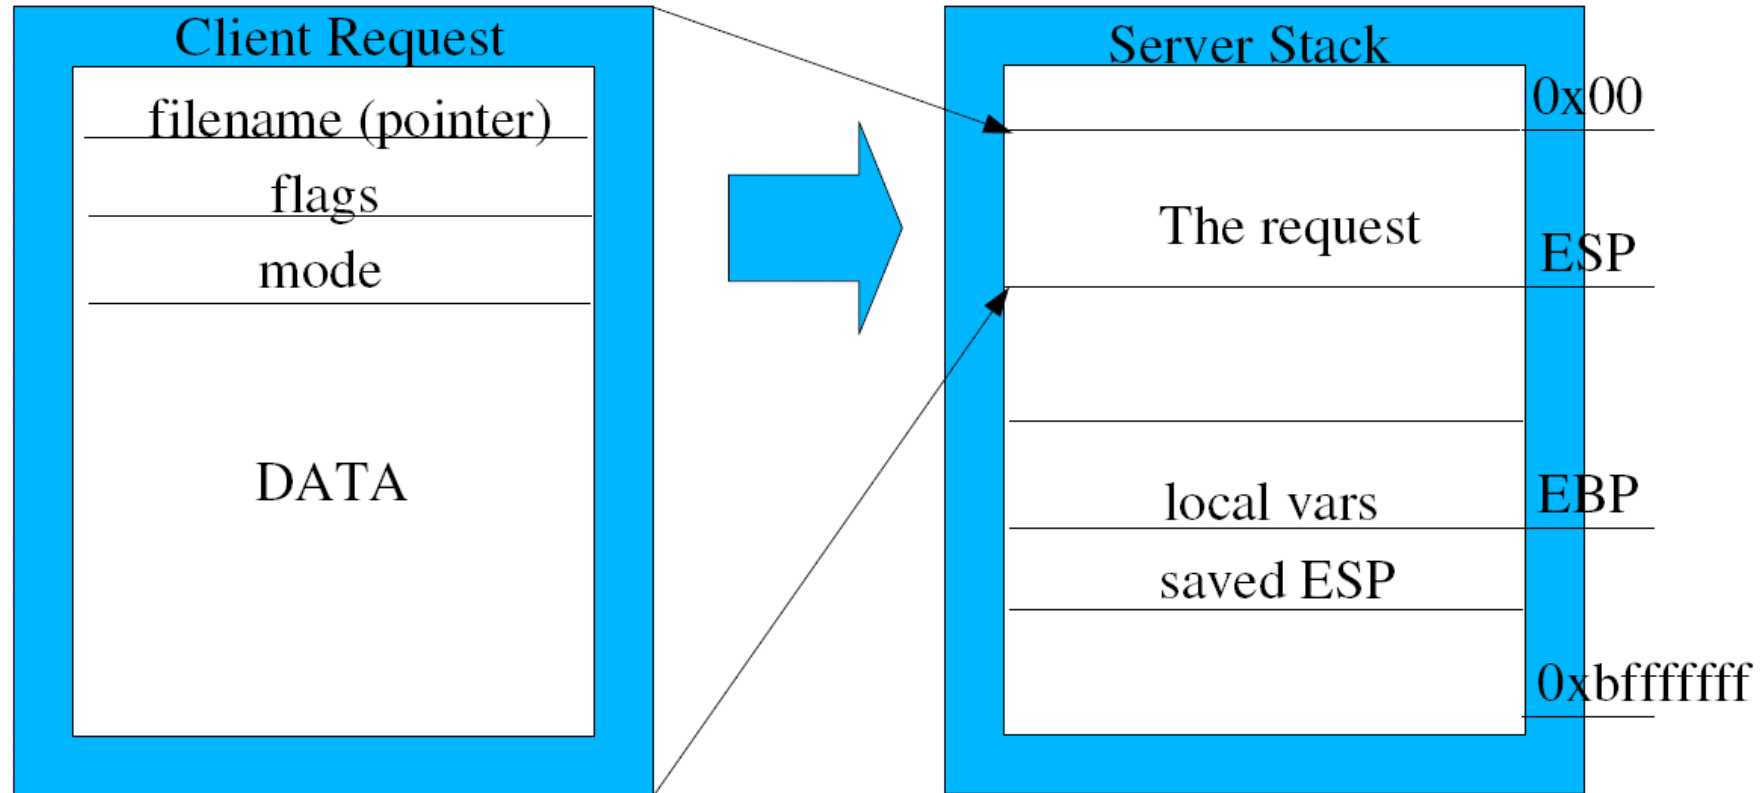 Client Request
filename (pointer)
flags
mode
DATA
Server Stack
0x00
The request
ESP
local vars
EBP
saved ESP
0xbfffffff